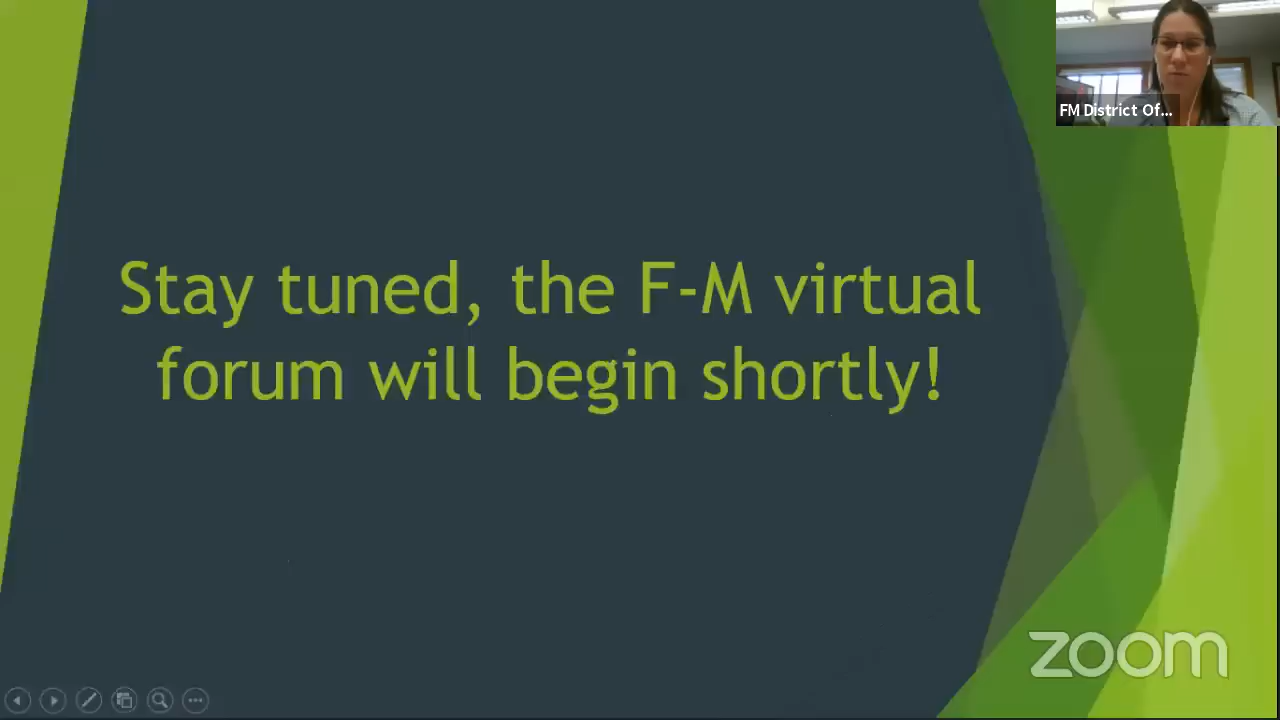 FM District Of...
Stay tuned, the F-M virtual
forum will begin shortly!
zoom